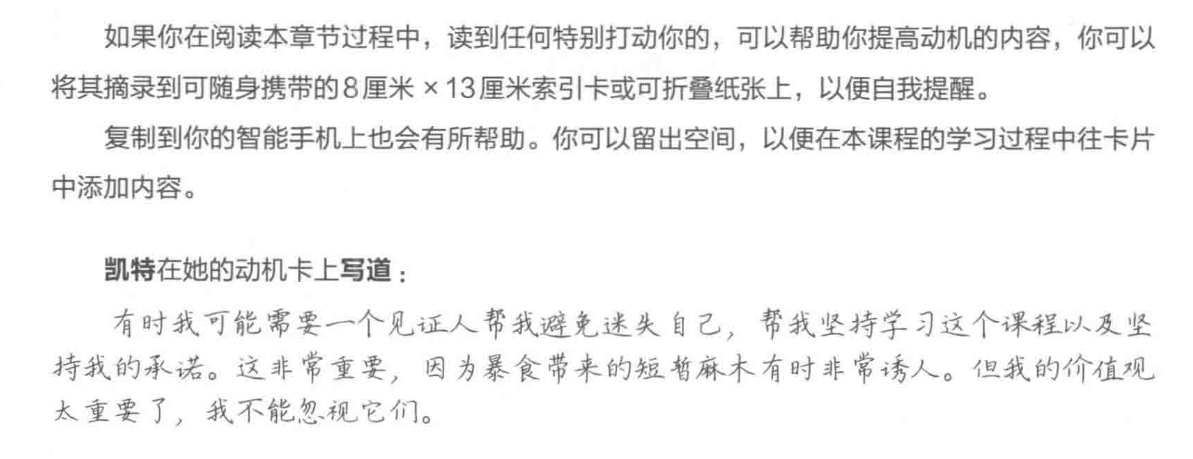 如果你在阅读本章节过程中，读到任何特别打动你的，可以帮助你提高动机的内容，你可以
将其摘录到可随身携带的8厘米×13厘米索引卡或可折叠纸张上，以便自我提醒。
复制到你的智能手机上也会有所帮助。你可以留出空间，以便在本课程的学习过程中往卡片
中添加内容。
凯特在她的动机卡上写道：
有时我可能需要一个见证人帮我避免迷失自己，帮我坚持学习这个课程以及坚
持我的承诺。这非常重要，因为暴食带来的短暂麻木有时非常诱人。但我的价值观
太重要了，我不能忽视它们。